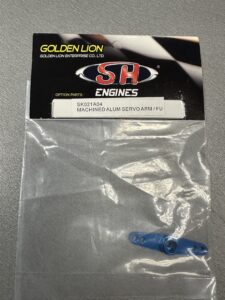 GOLDEN LION
GOLDEN LION ENTERPRISE CO., LTD.
SH
ENGINES
OPTION PARTS
SK021A04
MACHINED ALUM SERVO ARM / FU